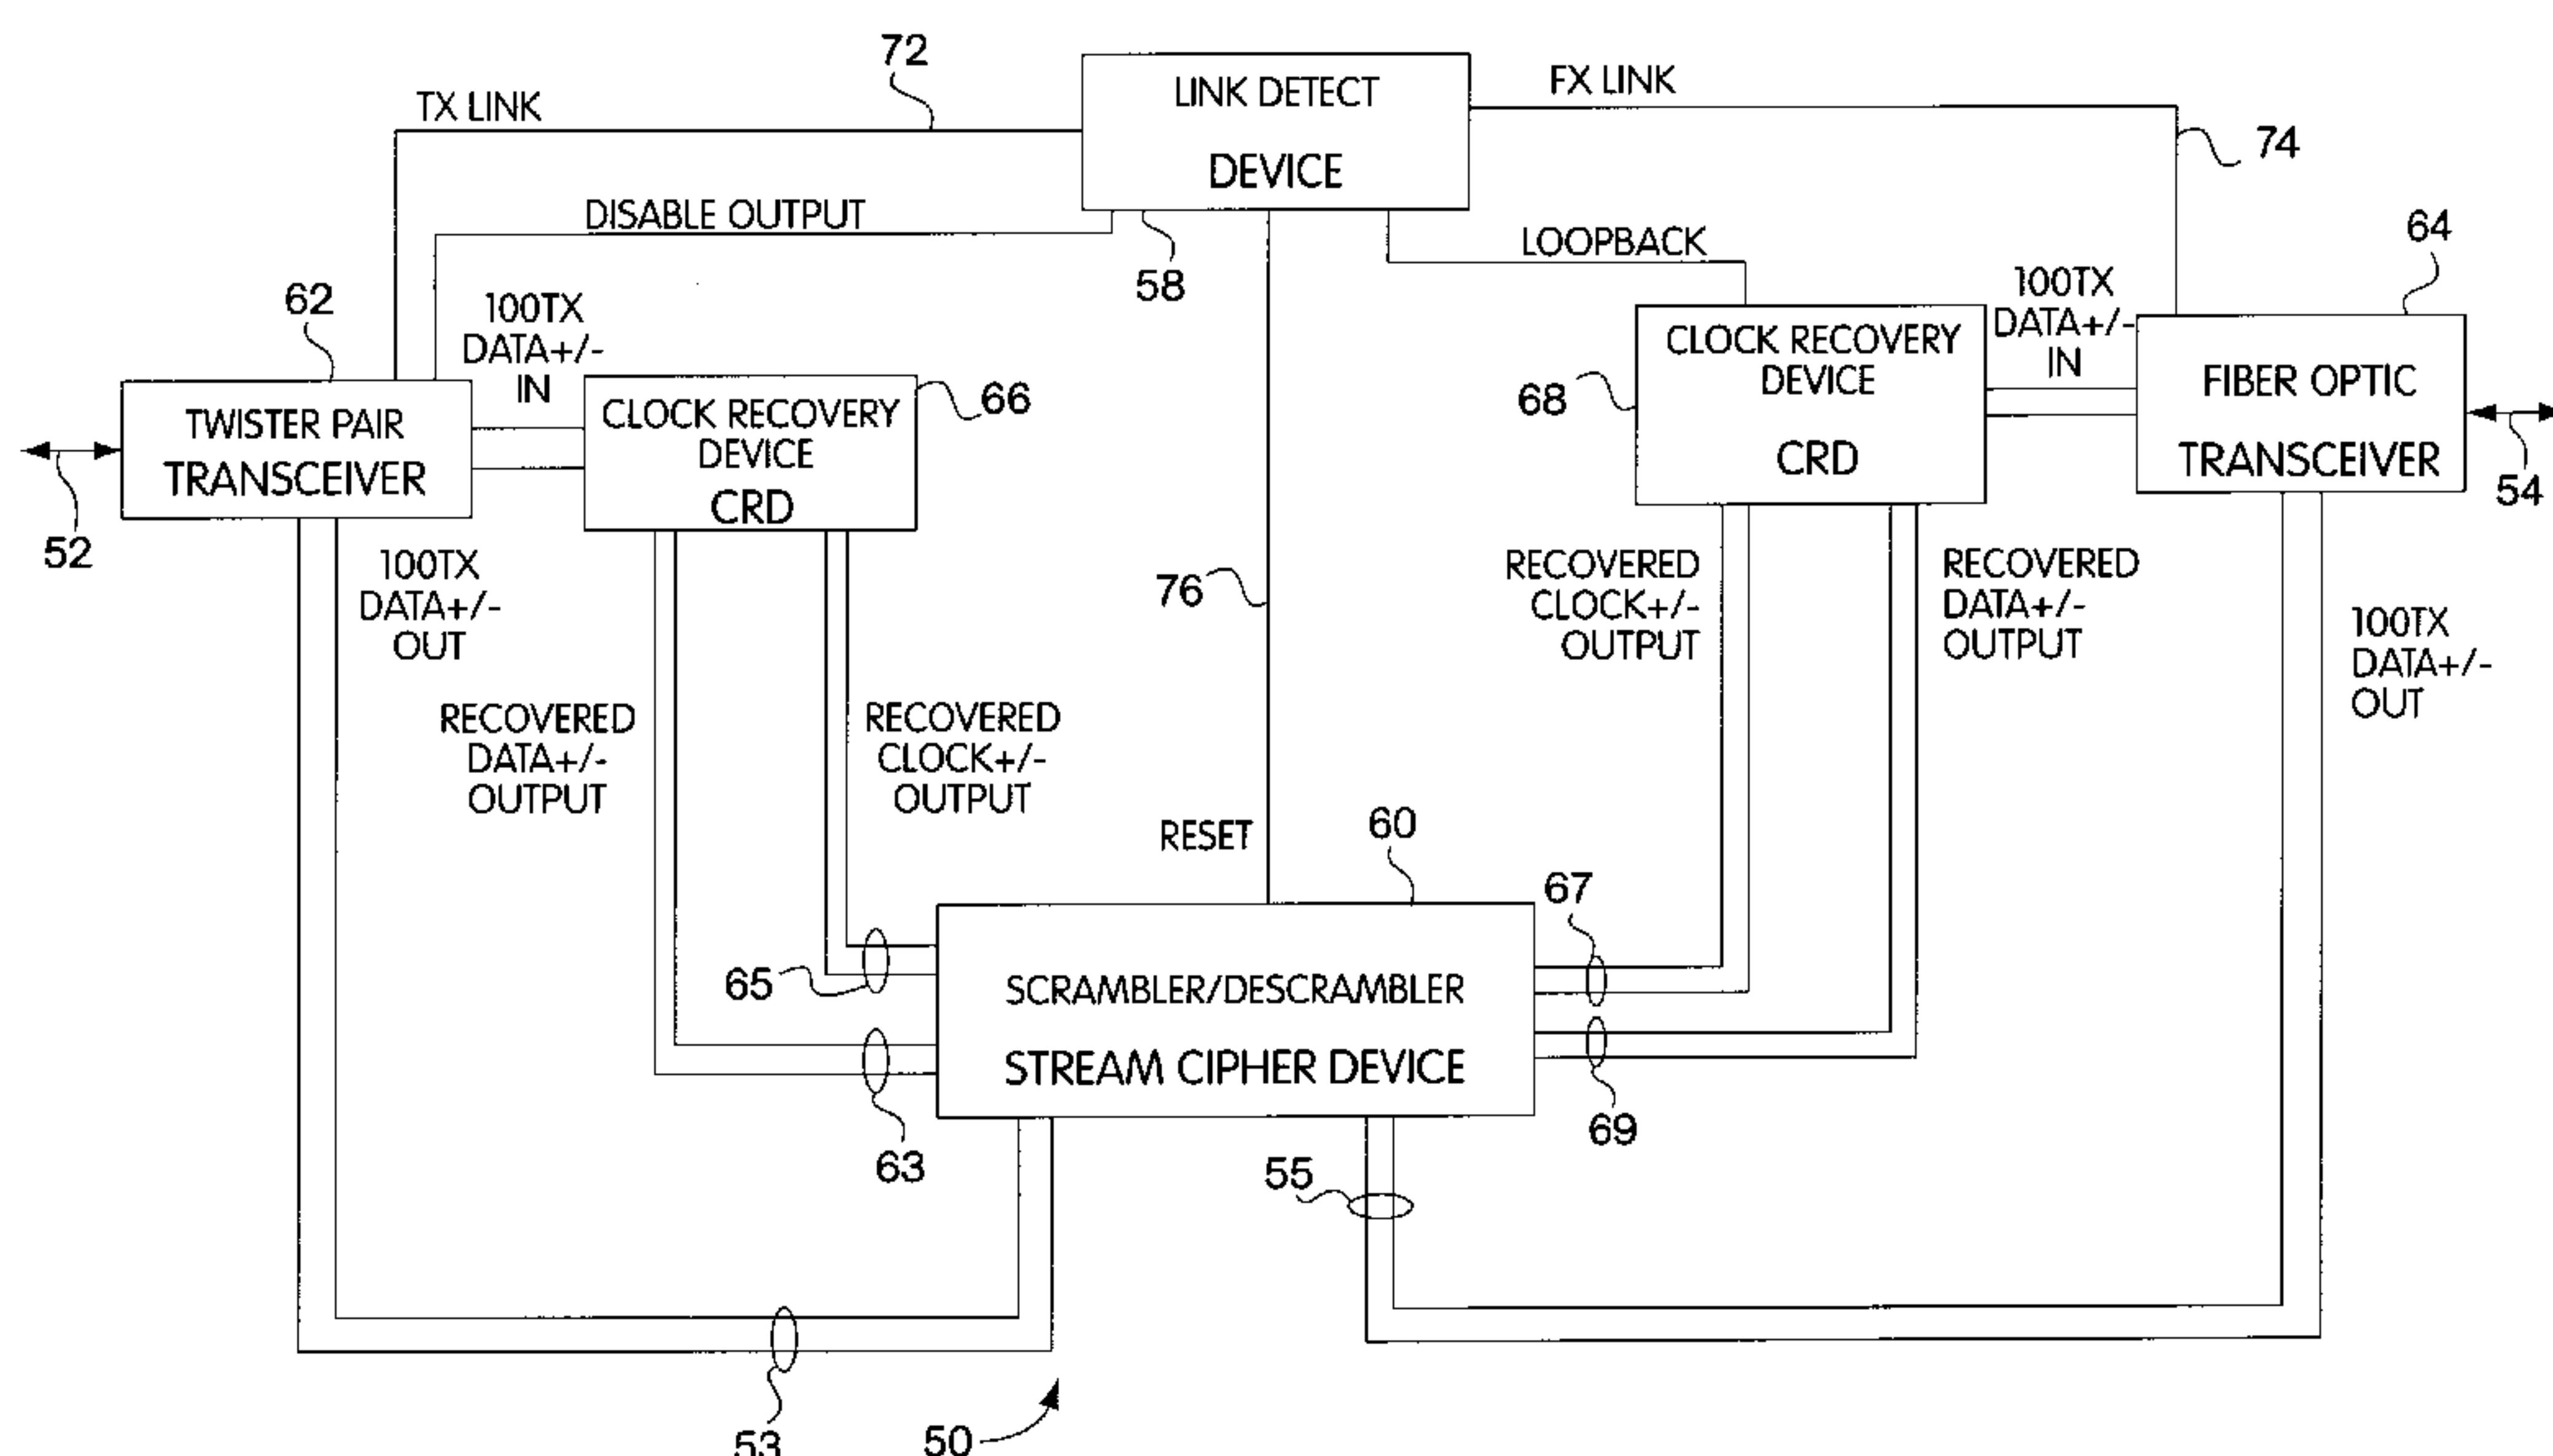 72
LINK DETECT
DEVICE
FX LINK
TX LINK
74
DISABLE OUTPUT
58
LOOPBACK
64
62
100TX
DATA+/-
IN
100TX
DATA+/-
IN
TWISTER PAIR
TRANSCEIVER
CLOCK RECOVERY
DEVICE
CRD
66
68
CLOCK RECOVERY
DEVICE
CRD
FIBER OPTIC
TRANSCEIVER
52
54
100TX
DATA+/-
OUT
76
RECOVERED
CLOCK+/-
OUTPUT
RECOVERED
DATA+/-
OUTPUT
100TX
DATA+/-
OUT
RECOVERED
DATA+/-
OUTPUT
RECOVERED
CLOCK+/-
OUTPUT
RESET
60
67
65
SCRAMBLER/DESCRAMBLER
STREAM CIPHER DEVICE
63
69
55
53
50